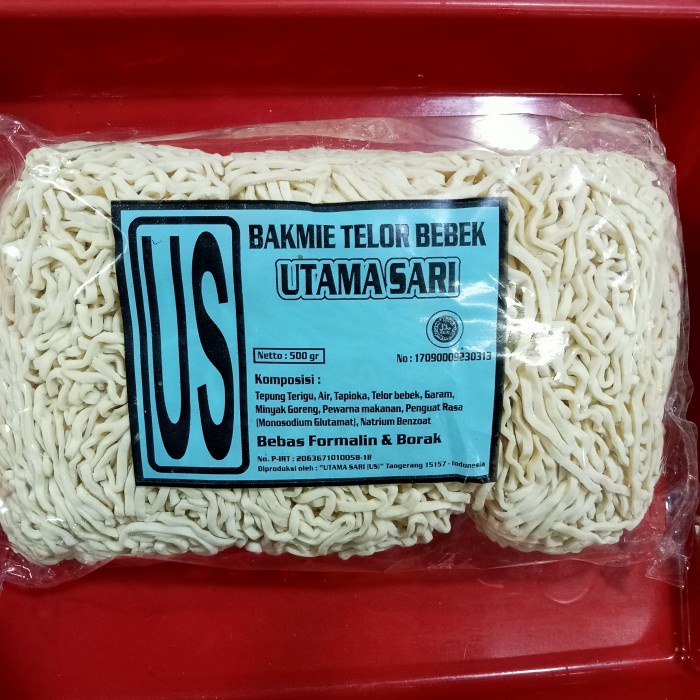 US
BAKMIE TELOR BEBEK
UTAMA SARI
Netto : 500 gr
No : 17090009230313
Komposisi :
Tepung Terigu, Air, Tapioka, Telor bebek, Garam,
Minyak Goreng, Pewarna makanan, Penguat Rasa
(Monosodium Glutamat), Natrium Benzoat
Bebas Formalin & Borak
No. P-IRT : 2063671010058-18
Diproduksi oleh : "UTAMA SARI (US)" Tangerang 15157 - Indonesia